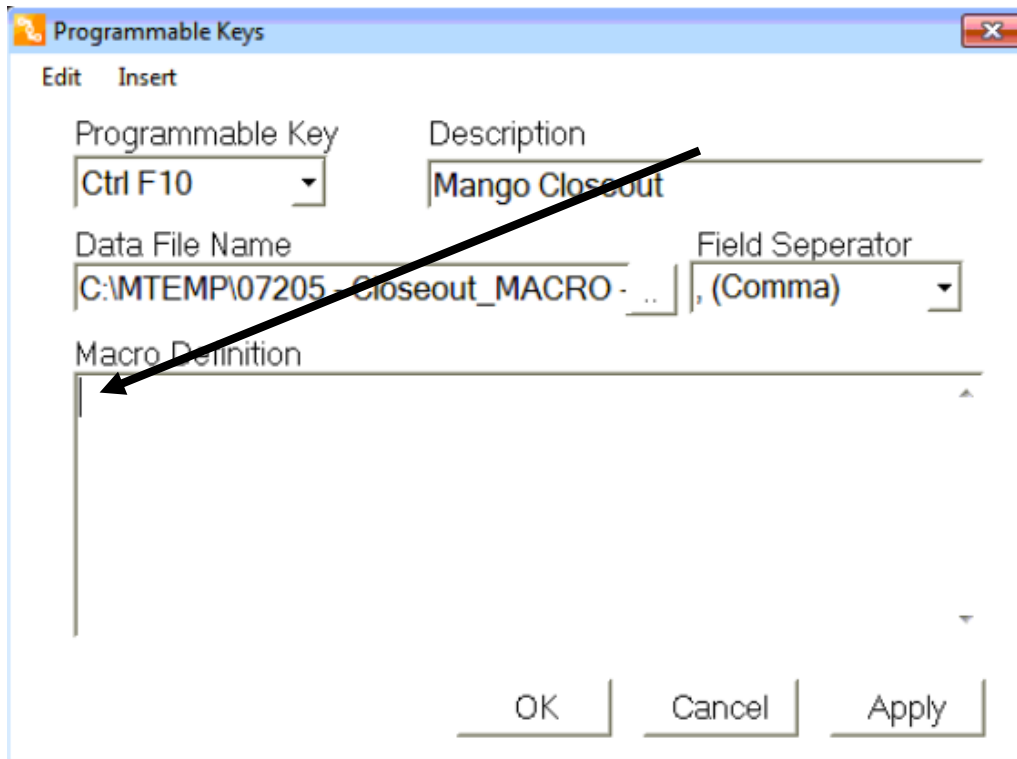 Programmable Keys
Edit Insert
Programmable Key Description
Ctrl F10 Mango Closeout
Data File Name Field Seperator
C:\MTEMP\07205 - Closeout_MACRO - .. , (Comma)
Macro Definition
OK Cancel Apply